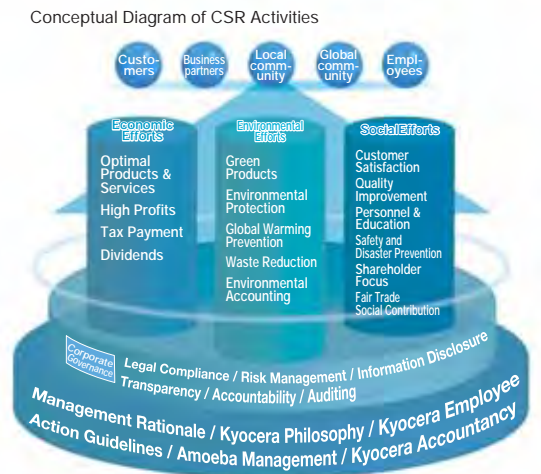 Conceptual Diagram of CSR Activities
Custo-
mers
Business
partners
Local
comm-
unity
Global
comm-
unity
Empl-
oyees
Economic
Efforts
Optimal
Products &
Services
High Profits
Tax Payment
Dividends
Environmental
Efforts
Green
Products
Environmental
Protection
Global Warming
Prevention
Waste Reduction
Environmental
Accounting
SocialEfforts
Customer
Satisfaction
Quality
Improvement
Personnel &
Education
Safety and
Disaster Prevention
Shareholder
Focus
Fair Trade
Social Contribution
Corporate
Governance
Legal Compliance / Risk Management / Information Disclosure
Transparency / Accountability / Auditing
Management Rationale / Kyocera Philosophy / Kyocera Employee
Action Guidelines / Amoeba Management / Kyocera Accountancy